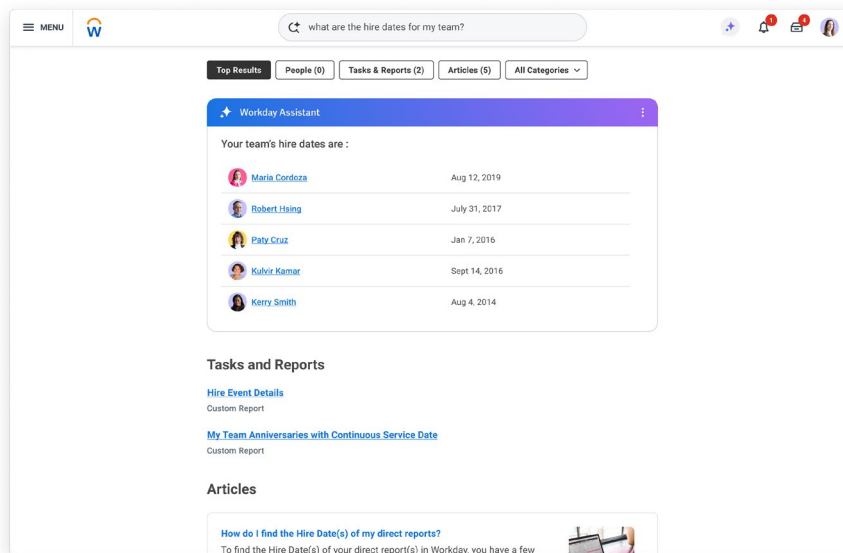 MENU
what are the hire dates for my team?
1
4
Top Results People (0) Tasks & Reports (2) Articles (5) All Categories
Workday Assistant
Your team’s hire dates are :
Maria Cordoza Aug 12, 2019
Robert Hsing July 31, 2017
Paty Cruz Jan 7, 2016
Kulvir Kamar Sept 14, 2016
Kerry Smith Aug 4, 2014
Tasks and Reports
Hire Event Details
Custom Report
My Team Anniversaries with Continuous Service Date
Custom Report
Articles
How do I find the Hire Date(s) of my direct reports?
To find the Hire Date(s) of your direct report(s) in Workday, you have a few